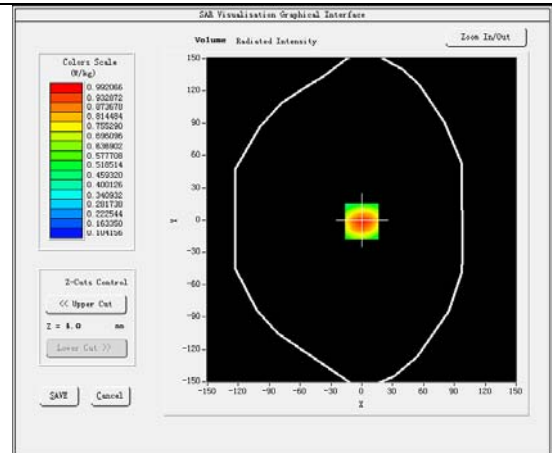 SAR Visualisation Graphical Interface
Volume Radiated Intensity
Zoom In/Out
Colors Scale
(W/kg)
0.992066
0.932872
0.873678
0.814484
0.755290
0.696096
0.636902
0.577708
0.518514
0.459320
0.400126
0.340932
0.281738
0.222544
0.163350
0.104156
Z-Cuts Control
<< Upper Cut
Z = 4.0 mm
Lower Cut >>
SAVE
Cancel
150
120
90
60
30
0
-30
-60
-90
-120
-150
Y
-150 -120 -90 -60 -30 0 30 60 90 120 150
X